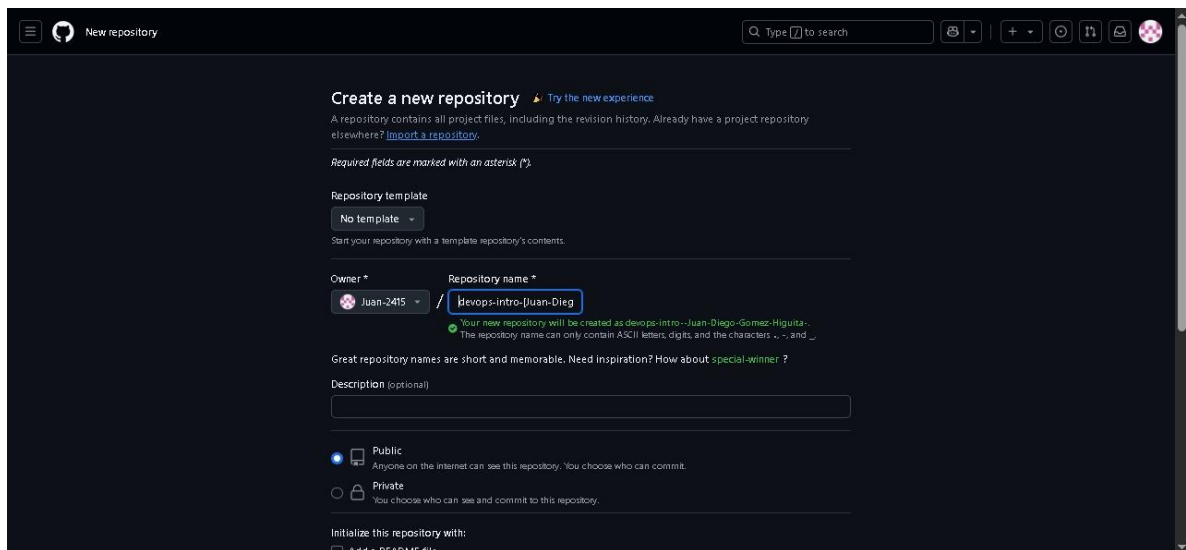 New repository
Type / to search
Create a new repository Try the new experience
A repository contains all project files, including the revision history. Already have a project repository
elsewhere? Import a repository.
Required fields are marked with an asterisk (*).
Repository template
No template
Start your repository with a template repository's contents.
Owner * Repository name *
Juan-2415 / devops-intro-[Juan-Dieg
Your new repository will be created as devops-intro--Juan-Diego-Gomez-Higuita-.
The repository name can only contain ASCII letters, digits, and the characters ., -, and _.
Great repository names are short and memorable. Need inspiration? How about special-winner ?
Description (optional)
Public
Anyone on the internet can see this repository. You choose who can commit.
Private
You choose who can see and commit to this repository.
Initialize this repository with:
Add a README file